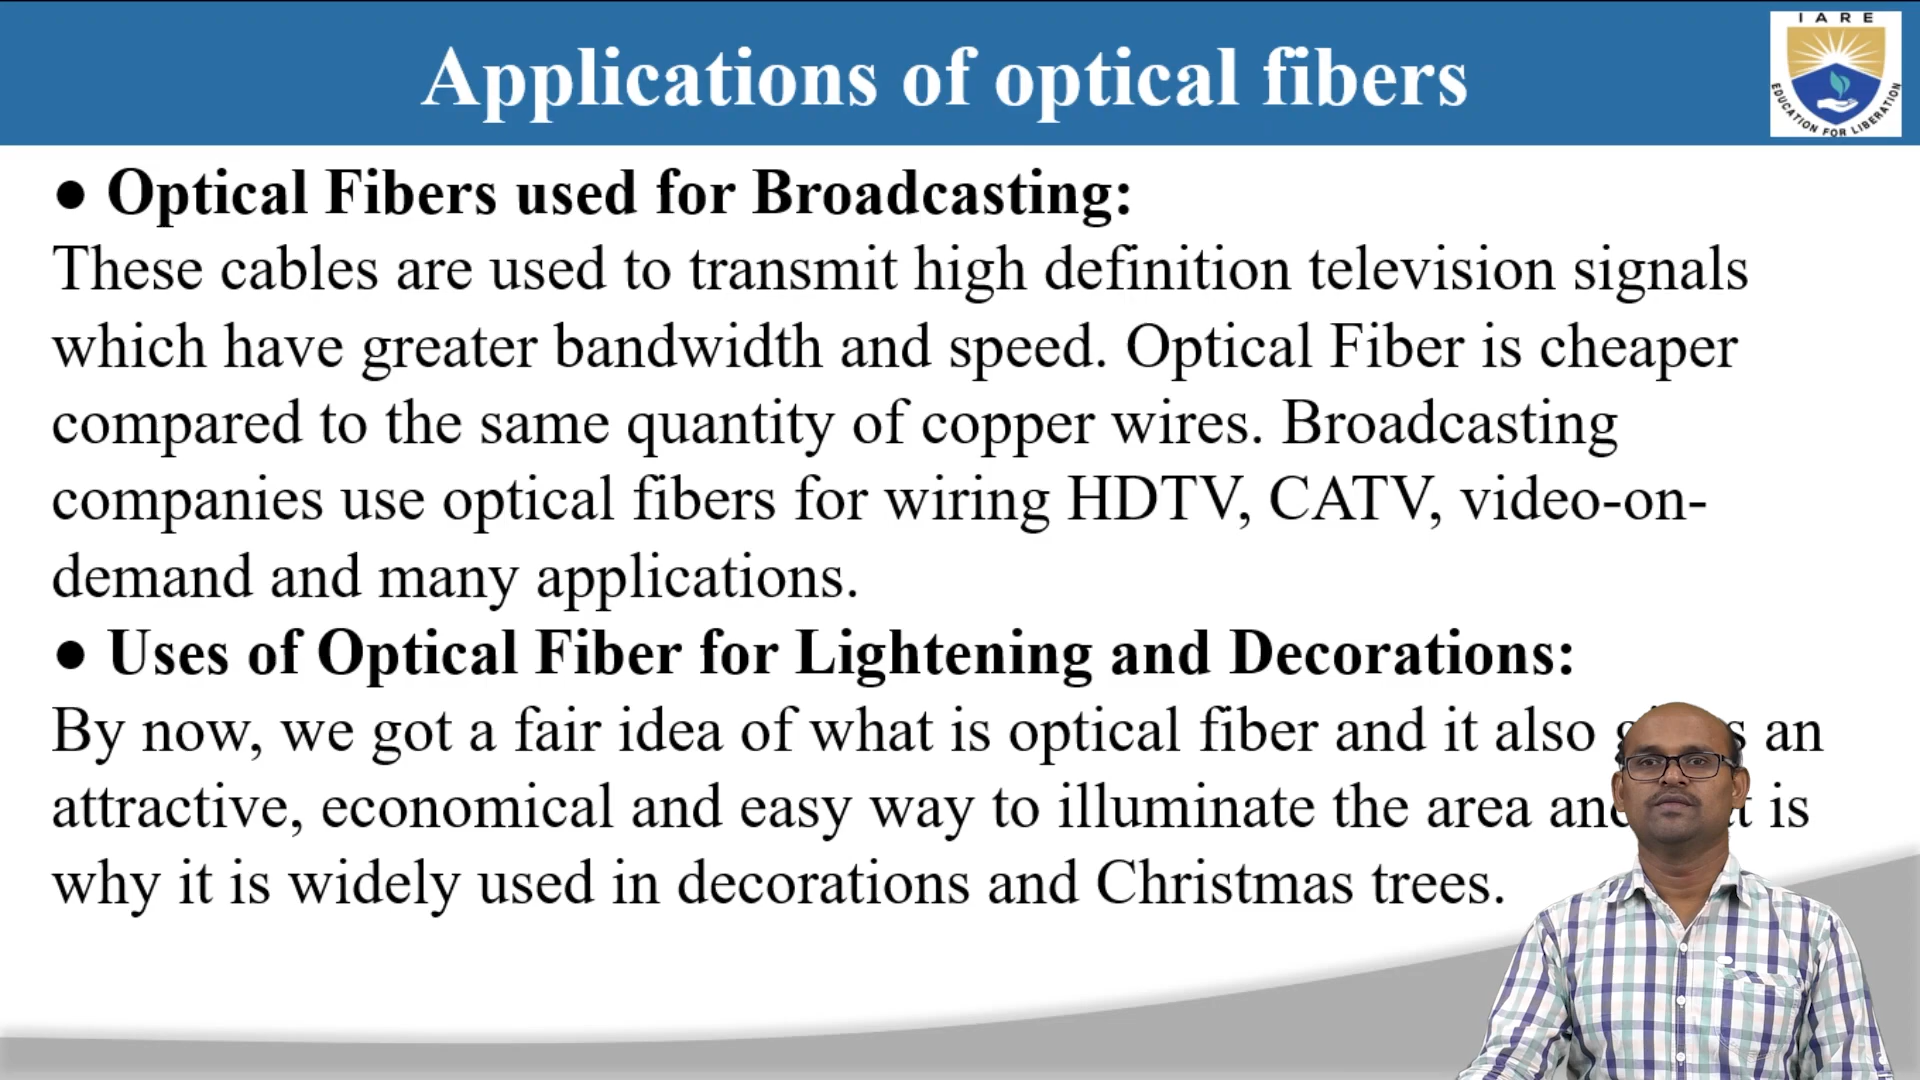 Applications of optical fibers
IARE
EDUCATION FOR LIBERATION
● Optical Fibers used for Broadcasting:
These cables are used to transmit high definition television signals
which have greater bandwidth and speed. Optical Fiber is cheaper
compared to the same quantity of copper wires. Broadcasting
companies use optical fibers for wiring HDTV, CATV, video-on-
demand and many applications.
● Uses of Optical Fiber for Lightening and Decorations:
By now, we got a fair idea of what is optical fiber and it also an
attractive, economical and easy way to illuminate the area is
why it is widely used in decorations and Christmas trees.